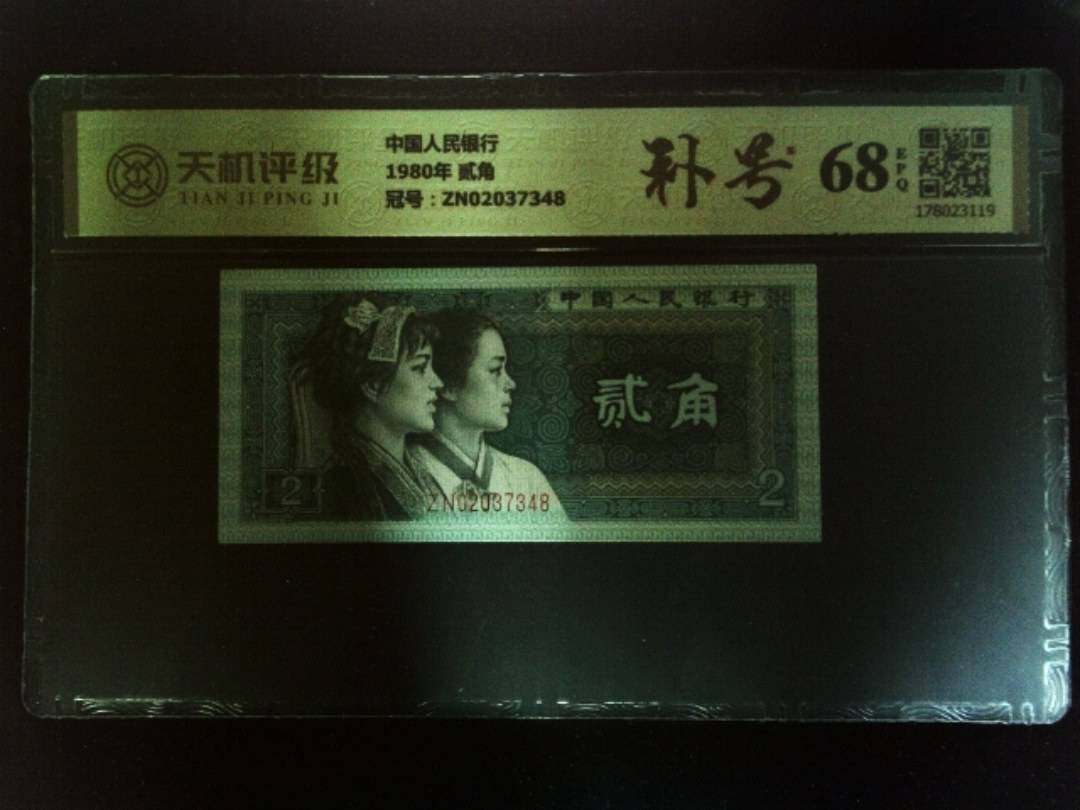 天机评级
TIAN JI PING JI
中国人民银行
1980年 贰角
冠号：ZN02037348
补号
68
EPQ
178023119
中国人民银行
贰角
2
2
ZN02037348